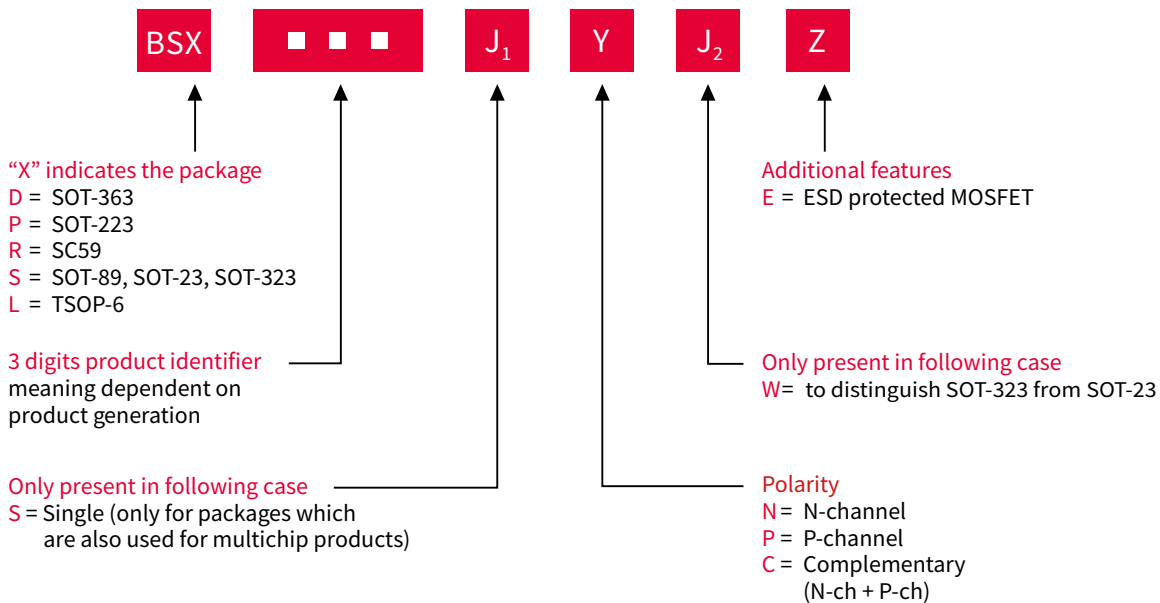 BSX
J₁
Y
J₂
Z
“X” indicates the package
D = SOT-363
P = SOT-223
R = SC59
S = SOT-89, SOT-23, SOT-323
L = TSOP-6
Additional features
E = ESD protected MOSFET
3 digits product identifier
meaning dependent on
product generation
Only present in following case
W= to distinguish SOT-323 from SOT-23
Only present in following case
S = Single (only for packages which
are also used for multichip products)
Polarity
N = N-channel
P = P-channel
C = Complementary
(N-ch + P-ch)